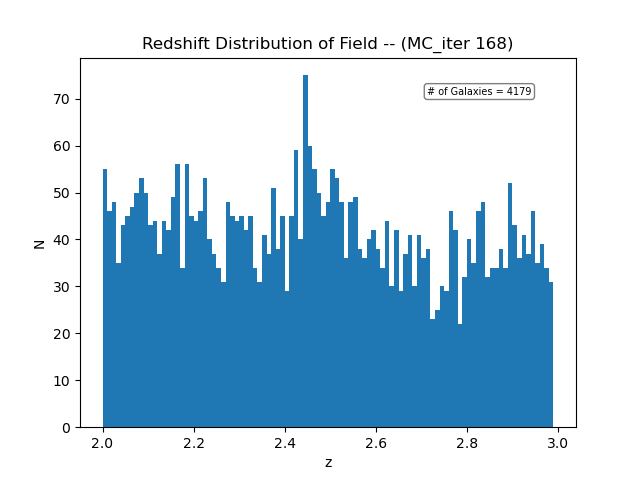 Redshift Distribution of Field -- (MC_iter 168)
# of Galaxies = 4179
70
60
50
40
30
20
10
0
N
2.0 2.2 2.4 2.6 2.8 3.0
z